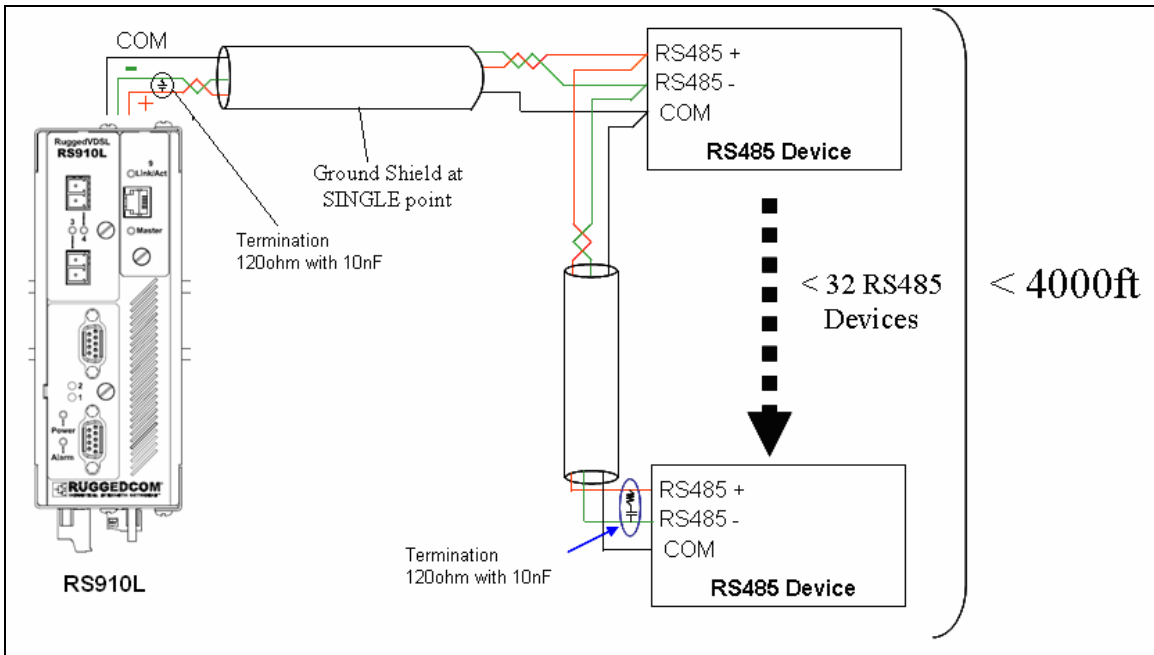 COM
-
+
RuggedVDSL
RS910L
9
Link/Act
3
4
Master
2
1
Power
Alarm
RUGGEDCOM
RS910L
Ground Shield at
SINGLE point
Termination
120ohm with 10nF
RS485 +
RS485 -
COM
RS485 Device
< 32 RS485
Devices
< 4000ft
RS485 +
RS485 -
COM
RS485 Device
Termination
120ohm with 10nF